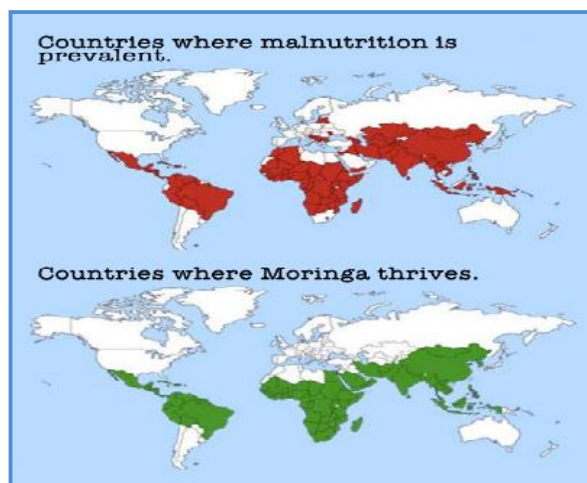 Countries where malnutrition is
prevalent.
Countries where Moringa thrives.